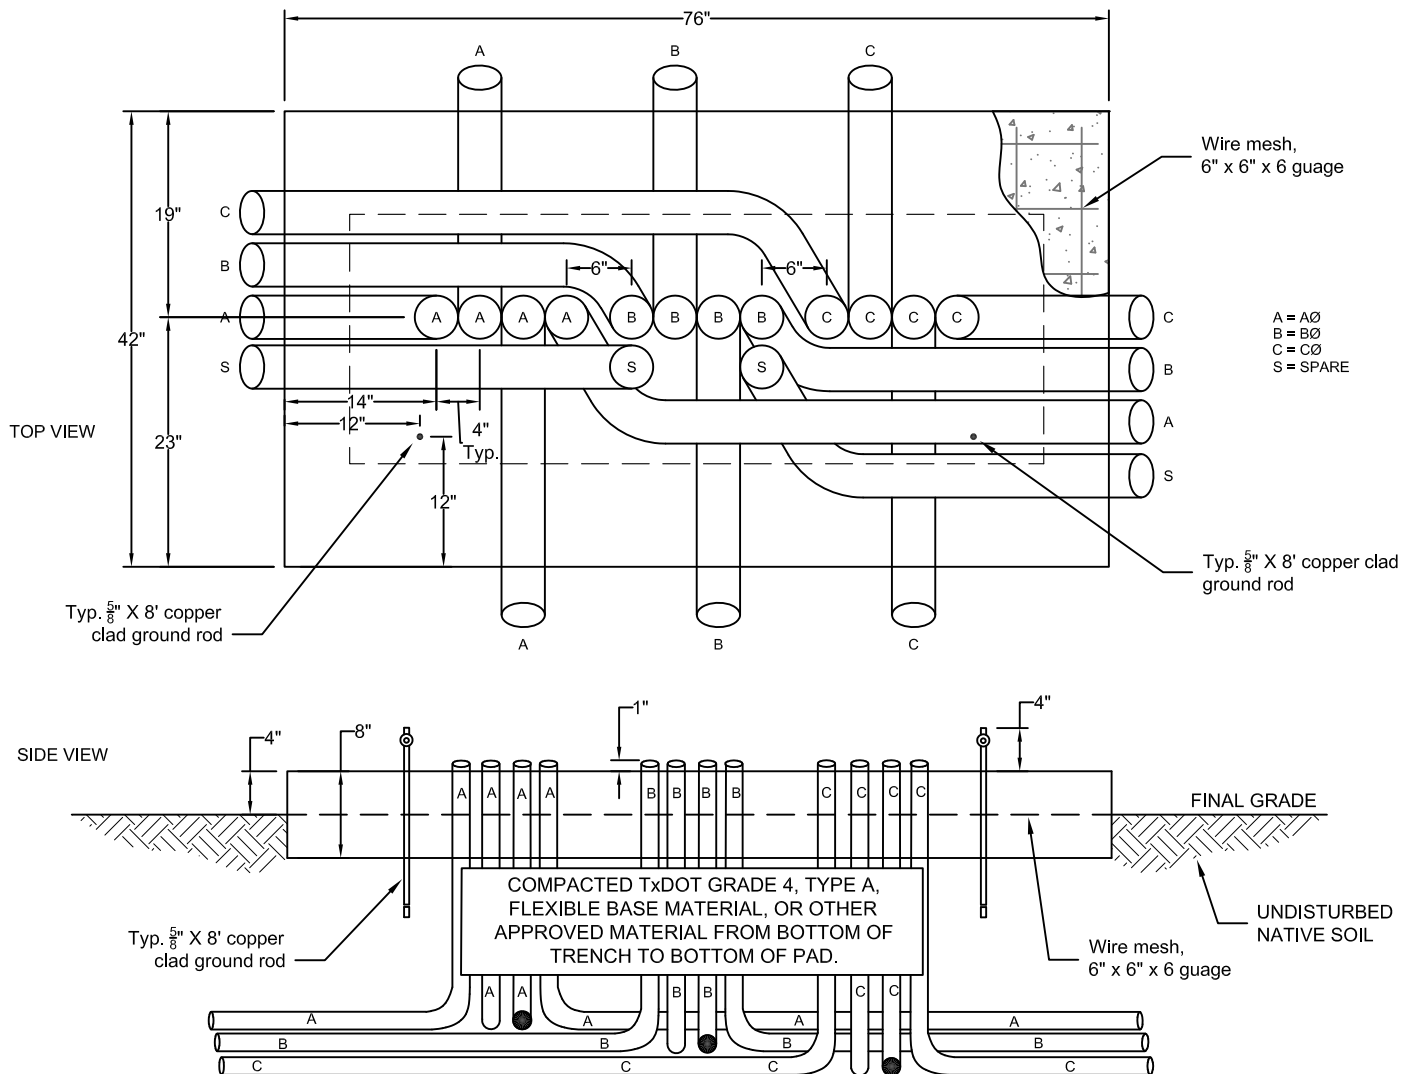 76"
A
B
C
Wire mesh,
6" x 6" x 6 guage
19"
C
B
6"
6"
A
A
A
A
A
B
B
B
B
C
C
C
C
C
A = AØ
B = BØ
C = CØ
S = SPARE
42"
S
S
S
B
14"
12"
4"
Typ.
A
TOP VIEW
23"
S
12"
Typ. 5/8" X 8' copper clad
ground rod
Typ. 5/8" X 8' copper
clad ground rod
A
B
C
SIDE VIEW
4"
8"
1"
4"
A
A
A
A
B
B
B
B
C
C
C
C
FINAL GRADE
COMPACTED TxDOT GRADE 4, TYPE A,
FLEXIBLE BASE MATERIAL, OR OTHER
APPROVED MATERIAL FROM BOTTOM OF
TRENCH TO BOTTOM OF PAD.
UNDISTURBED
NATIVE SOIL
Typ. 5/8" X 8' copper
clad ground rod
Wire mesh,
6" x 6" x 6 guage
A
A
B
B
C
C
A
A
A
A
B
B
B
B
C
C
C
C